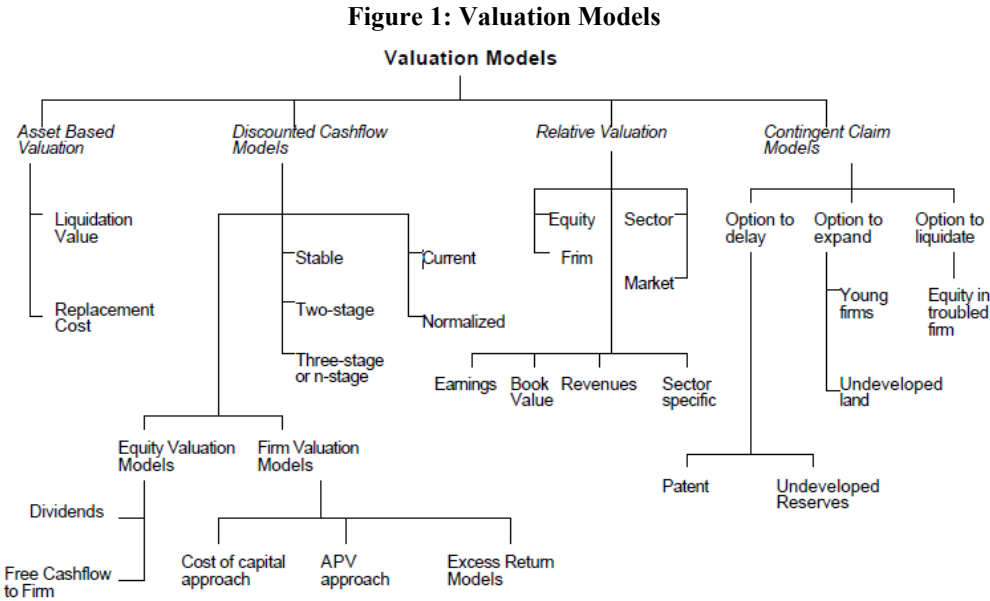 Figure 1: Valuation Models
Valuation Models
Asset Based
Valuation
Discounted Cashflow
Models
Relative Valuation
Contingent Claim
Models
Liquidation
Value
Replacement
Cost
Stable
Two-stage
Three-stage
or n-stage
Current
Normalized
Equity
Frim
Sector
Market
Option to
delay
Option to
expand
Option to
liquidate
Young
firms
Equity in
troubled
firm
Undeveloped
land
Earnings
Book
Value
Revenues
Sector
specific
Equity Valuation
Models
Firm Valuation
Models
Patent
Undeveloped
Reserves
Dividends
Free Cashflow
to Firm
Cost of capital
approach
APV
approach
Excess Return
Models